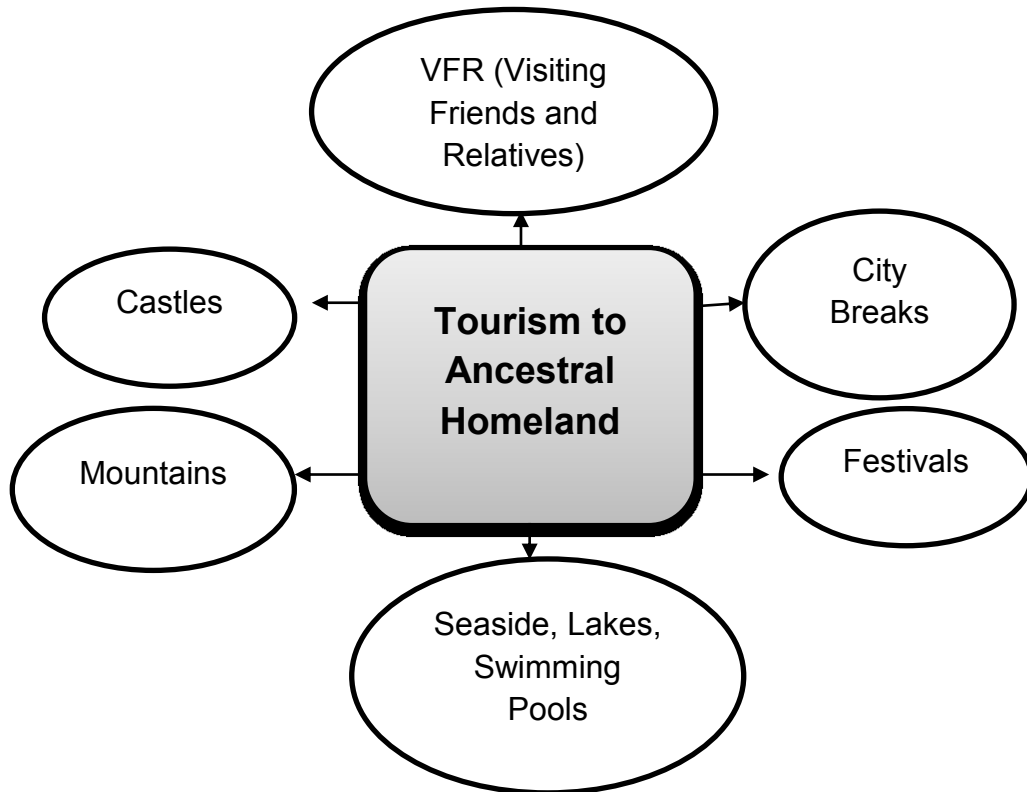 VFR (Visiting
Friends and
Relatives)
Castles
City
Breaks
Tourism to
Ancestral
Homeland
Mountains
Festivals
Seaside, Lakes,
Swimming
Pools